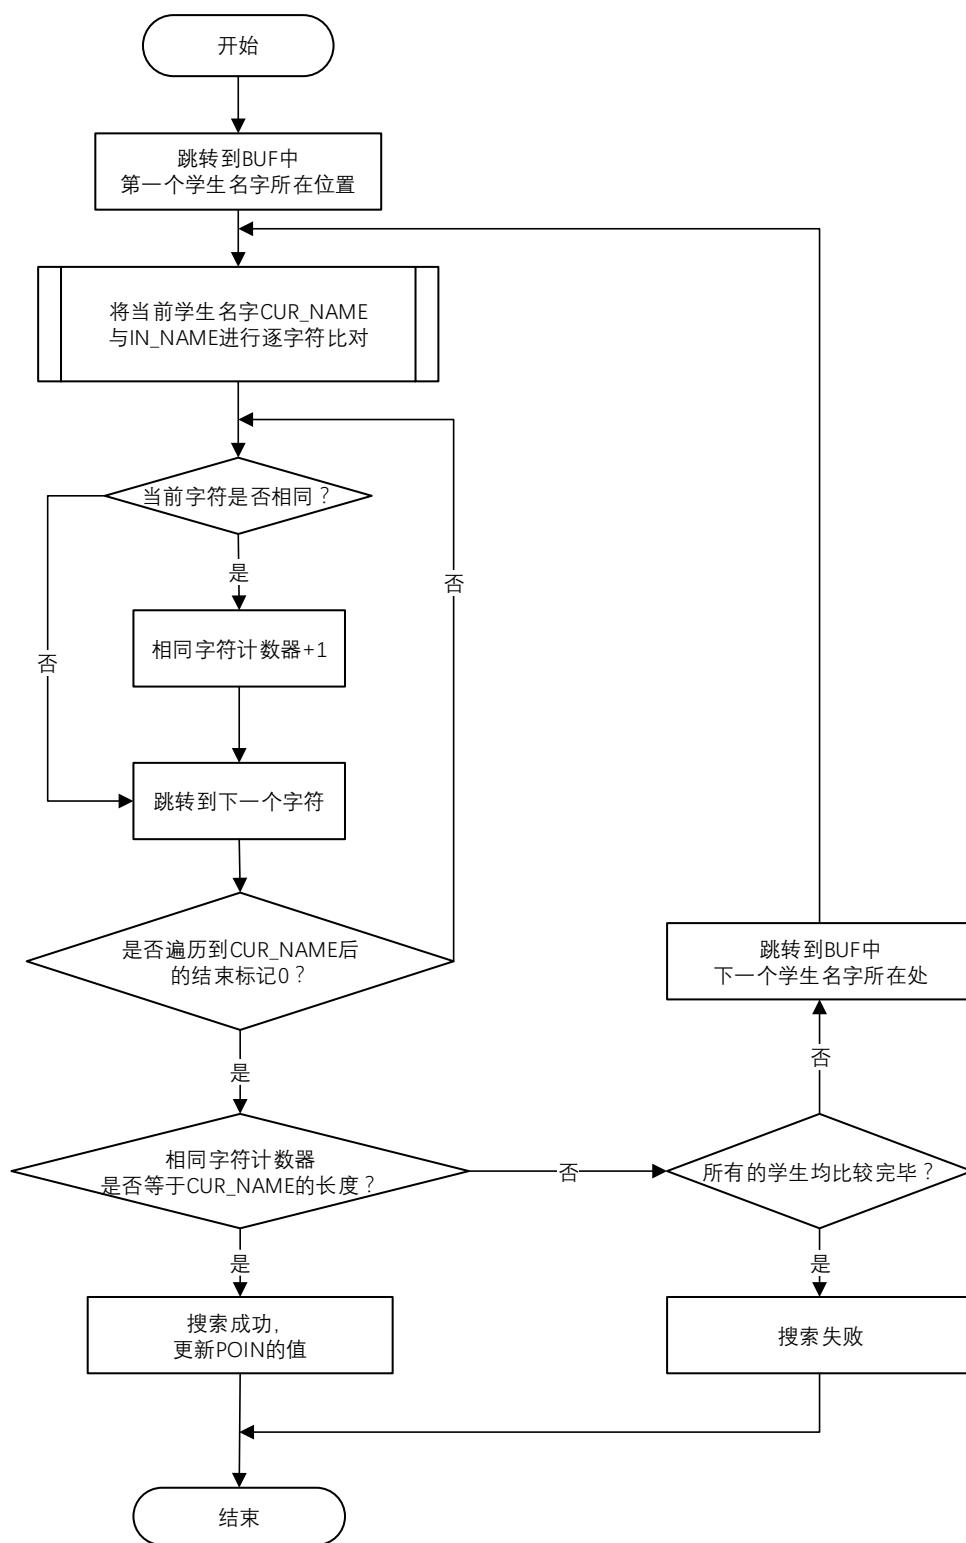 开始
跳转到BUF中
第一个学生名字所在位置
将当前学生名字CUR_NAME
与IN_NAME进行逐字符比对
当前字符是否相同？
是
否
否
相同字符计数器+1
跳转到下一个字符
是否遍历到CUR_NAME后
的结束标记0？
跳转到BUF中
下一个学生名字所在处
是
否
相同字符计数器
是否等于CUR_NAME的长度？
否
所有的学生均比较完毕？
是
是
搜索成功，
更新POIN的值
搜索失败
结束